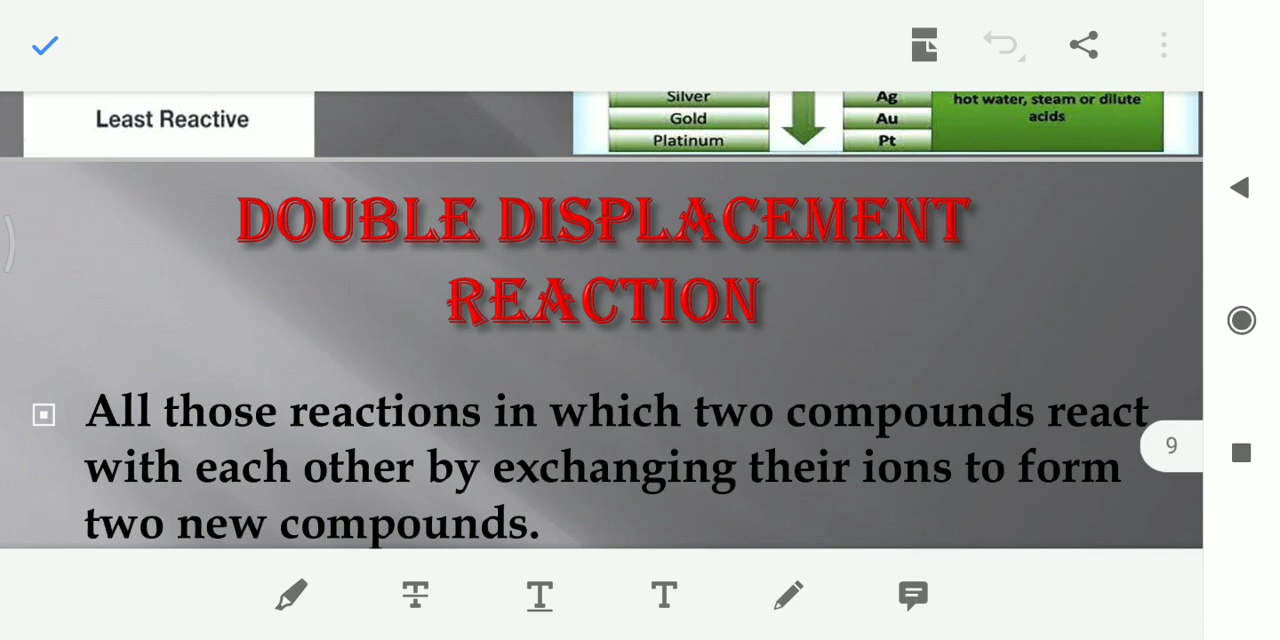 Least Reactive
Silver
Gold
Platinum
Ag
Au
Pt
hot water, steam or dilute
acids
DOUBLE DISPLACEMENT
REACTION
All those reactions in which two compounds react
with each other by exchanging their ions to form
two new compounds.
9
T
T
T